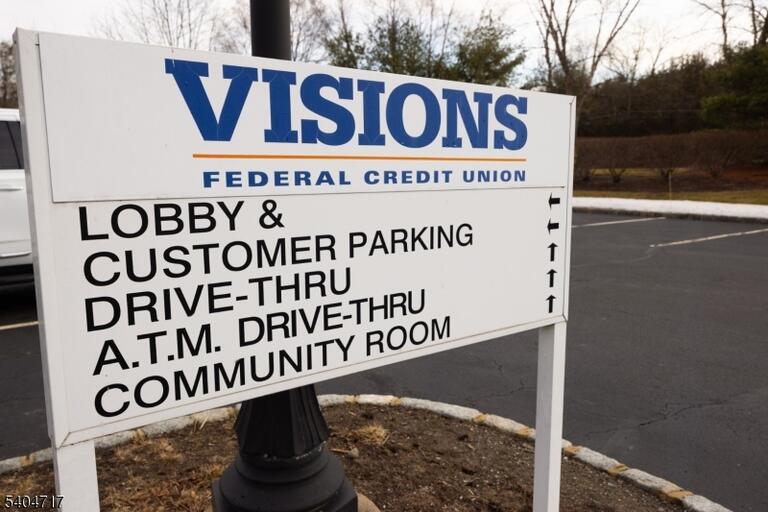 VISIONS
FEDERAL CREDIT UNION
LOBBY & ←
CUSTOMER PARKING ←
DRIVE-THRU ↑
A.T.M. DRIVE-THRU ↑
COMMUNITY ROOM ↑
5404717